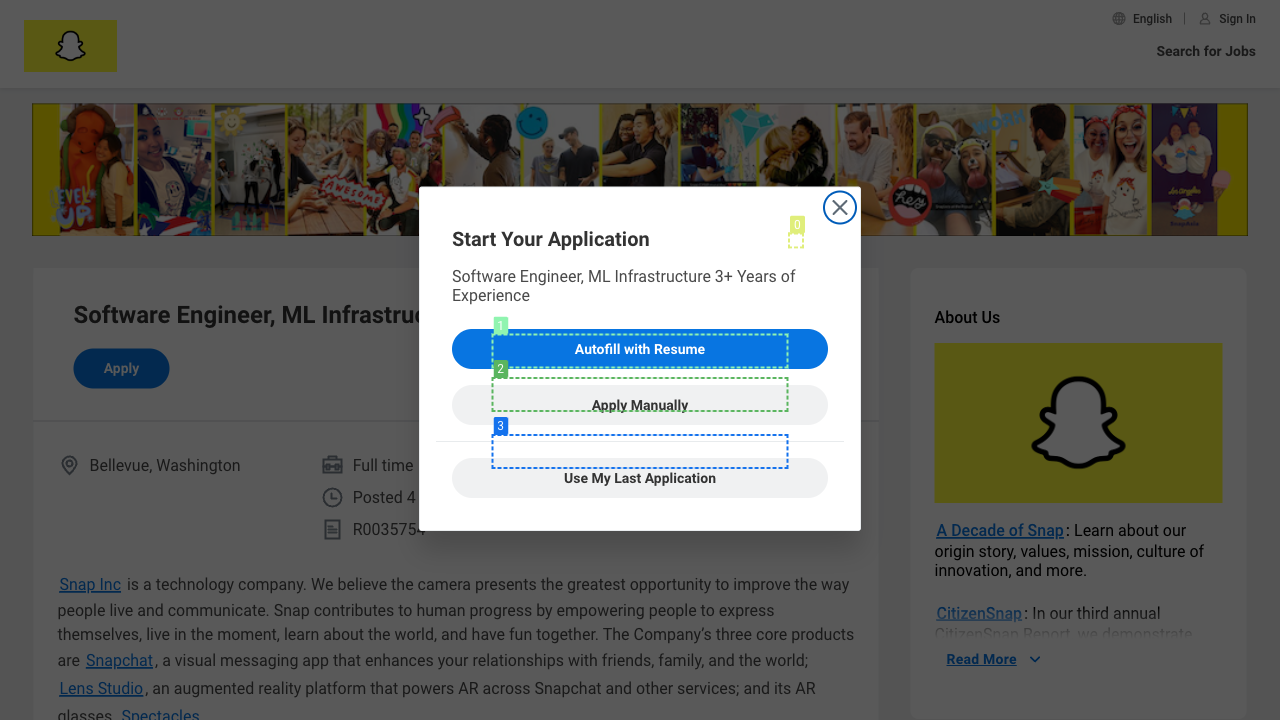 English
Sign In
Search for Jobs
LEVEL UP
AWESOME
hey
WORK
0
Start Your Application
Software Engineer, ML Infrastructure 3+ Years of
Experience
1
Autofill with Resume
2
Apply Manually
3
Use My Last Application
Software Engineer, ML Infrastruc
Apply
Bellevue, Washington
Full time
Posted 4
R0035754
Snap Inc is a technology company. We believe the camera presents the greatest opportunity to improve the way
people live and communicate. Snap contributes to human progress by empowering people to express
themselves, live in the moment, learn about the world, and have fun together. The Company's three core products
are Snapchat, a visual messaging app that enhances your relationships with friends, family, and the world;
Lens Studio, an augmented reality platform that powers AR across Snapchat and other services; and its AR
glasses, Spectacles
About Us
A Decade of Snap: Learn about our
origin story, values, mission, culture of
innovation, and more.
CitizenSnap: In our third annual
CitizenSnap Report, we demonstrate
Read More